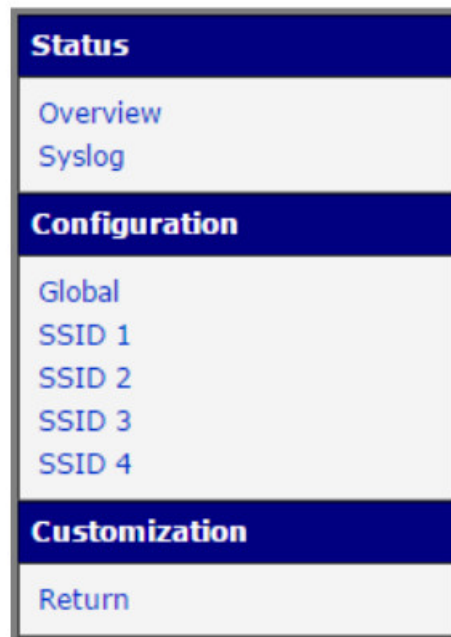 Status
Overview
Syslog
Configuration
Global
SSID 1
SSID 2
SSID 3
SSID 4
Customization
Return